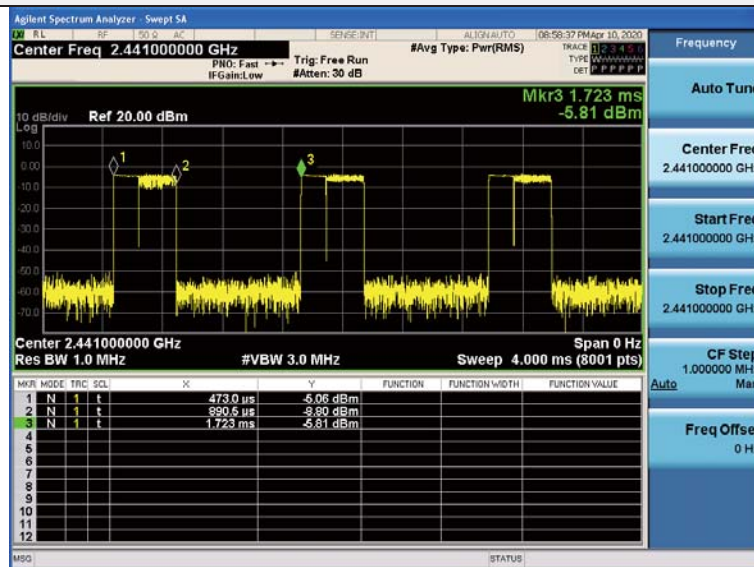 Agilent Spectrum Analyzer - Swept SA
RL RF 50 Ω AC SENSE:INT ALIGN AUTO 08:58:37 PM Apr 10, 2020
Center Freq 2.441000000 GHz
#Avg Type: Pwr(RMS)
TRACE 1 2 3 4 5 6
PNO: Fast Trig: Free Run
TYPE
IFGain:Low #Atten: 30 dB
DET P P P P P P
Mkr3 1.723 ms
10 dB/div Ref 20.00 dBm -5.81 dBm
Log
10.0
0.00
-10.0
-20.0
-30.0
-40.0
-50.0
-60.0
-70.0
1
2
3
Center 2.441000000 GHz Span 0 Hz
Res BW 1.0 MHz #VBW 3.0 MHz Sweep 4.000 ms (8001 pts)
MKR MODE TRC SCL X Y FUNCTION FUNCTION WIDTH FUNCTION VALUE
1 N 1 t 473.0 us -5.06 dBm
2 N 1 t 890.5 us -9.90 dBm
3 N 1 t 1.723 ms -5.81 dBm
4
5
6
7
8
9
10
11
12
MSG STATUS
Frequency
Auto Tun
Center Fre
2.441000000 GH
Start Fre
2.441000000 GH
Stop Fre
2.441000000 GH
CF Ste
1.000000 MH
Auto Ma
Freq Offse
0 H